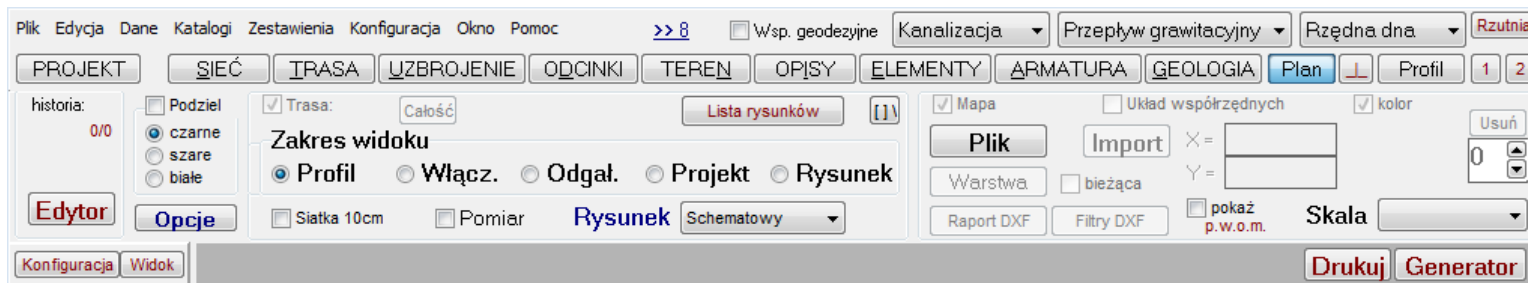 Plik Edycja Dane Katalogi Zestawienia Konfiguracja Okno Pomoc >> 8 Wsp. geodezyjne Kanalizacja Przepływ grawitacyjny Rzędna dna Rzutnia
PROJEKT SIEĆ TRASA UZBROJENIE ODCINKI TEREN OPISY ELEMENTY ARMATURA GEOLOGIA Plan Profil 1 2
historia: Podziel Trasa: Całość Lista rysunków [ ] \ Mapa Układ współrzędnych kolor
0/0 czarne Zakres widoku Plik Import X = Usuń
szare 0
białe Profil Włącz. Odgał. Projekt Rysunek Warstwa bieżąca Y =
Edytor Opcje Siatka 10cm Pomiar Rysunek Schematowy Raport DXF Filtry DXF pokaż Skala
p.w.o.m.
Konfiguracja Widok Drukuj Generator